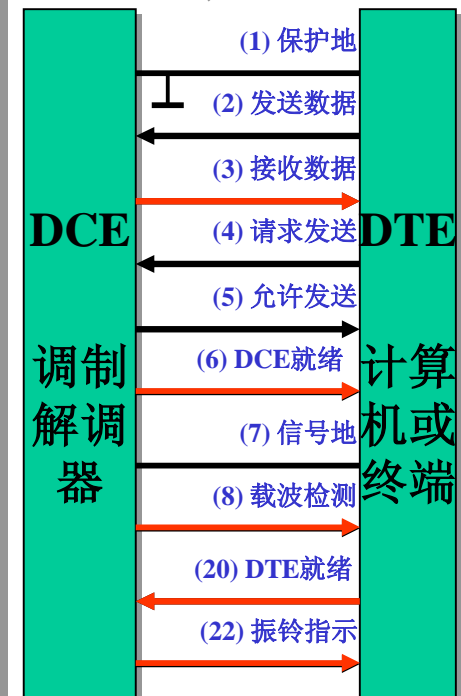 (1) 保护地
(2) 发送数据
(3) 接收数据
DCE
(4) 请求发送
DTE
(5) 允许发送
(6) DCE就绪
调制
解调
器
计算
机或
终端
(7) 信号地
(8) 载波检测
(20) DTE就绪
(22) 振铃指示